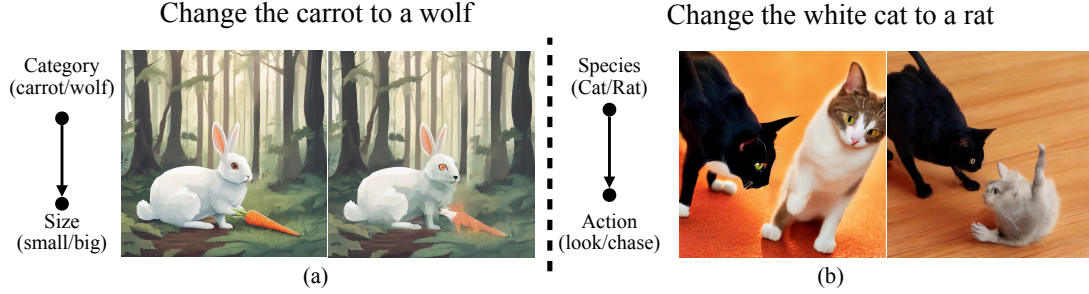 Change the carrot to a wolf
Category
(carrot/wolf)
Size
(small/big)
(a)
Change the white cat to a rat
Species
(Cat/Rat)
Action
(look/chase)
(b)